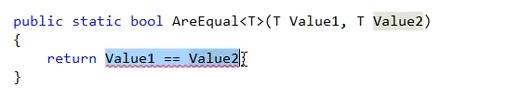 public static bool AreEqual<T>(T Value1, T Value2)
{
return Value1 == Value2;
}